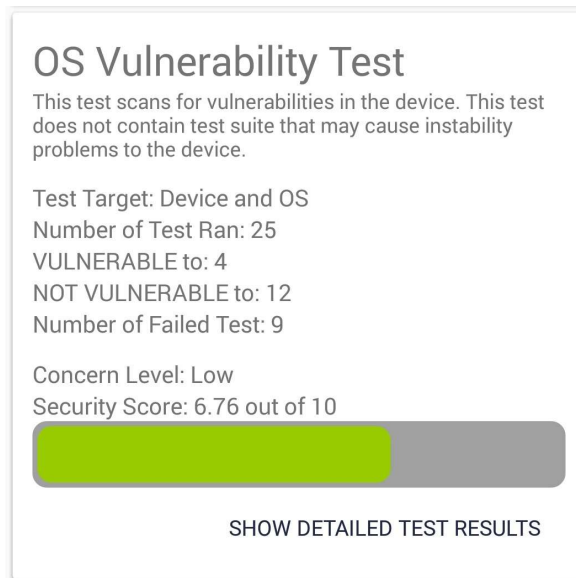 OS Vulnerability Test
This test scans for vulnerabilities in the device. This test
does not contain test suite that may cause instability
problems to the device.
Test Target: Device and OS
Number of Test Ran: 25
VULNERABLE to: 4
NOT VULNERABLE to: 12
Number of Failed Test: 9
Concern Level: Low
Security Score: 6.76 out of 10
SHOW DETAILED TEST RESULTS